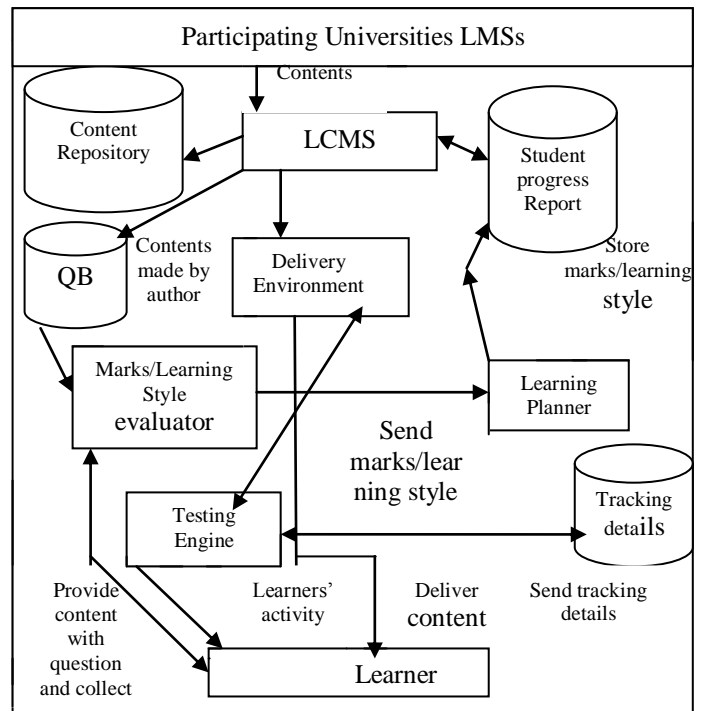 Participating Universities LMSs
Contents
Content
Repository
LCMS
Student
progress
Report
QB
Contents
made by
author
Delivery
Environment
Store
marks/learning
style
Marks/Learning
Style
evaluator
Learning
Planner
Send
marks/lear
ning style
Testing
Engine
Tracking
details
Provide
content
with
question
and collect
Learners’
activity
Deliver
content
Send tracking
details
Learner